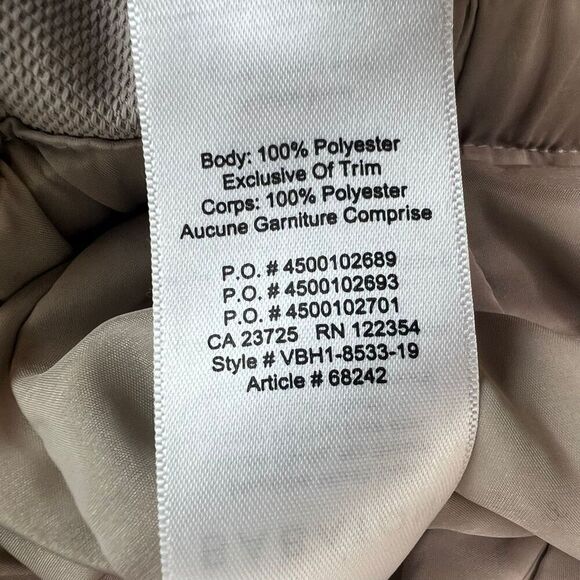 Body: 100% Polyester
Exclusive Of Trim
Corps: 100% Polyester
Aucune Garniture Comprise
P.O. # 4500102689
P.O. # 4500102693
P.O. # 4500102701
CA 23725 RN 122354
Style # VBH1-8533-19
Article # 68242